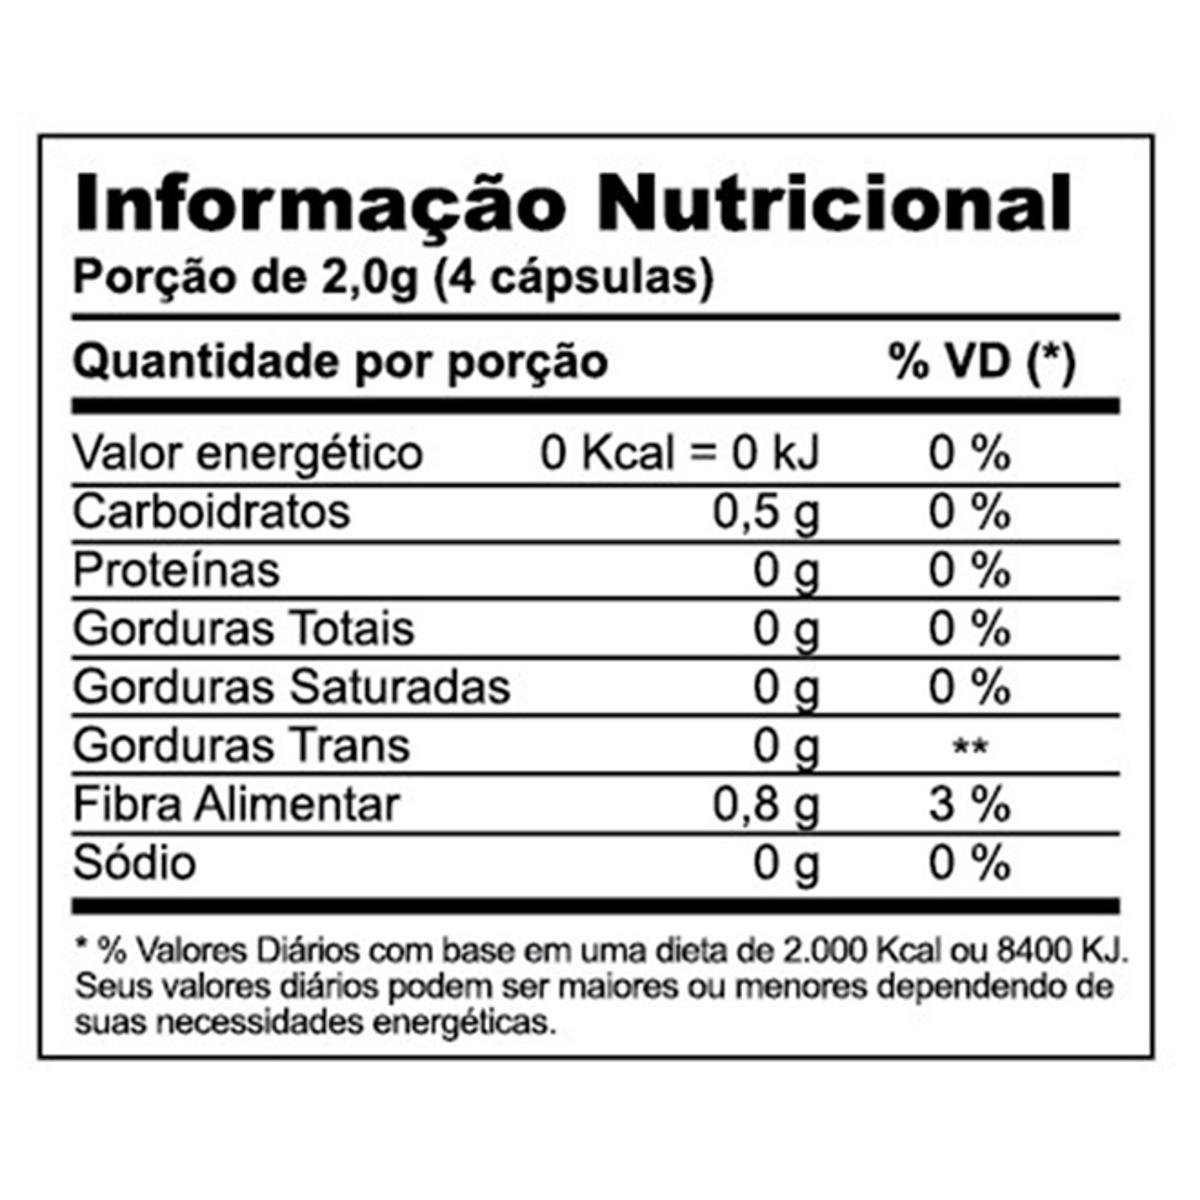 Informação Nutricional
Porção de 2,0g (4 cápsulas)
Quantidade por porção % VD (*)
Valor energético 0 Kcal = 0 kJ 0 %
Carboidratos 0,5 g 0 %
Proteínas 0 g 0 %
Gorduras Totais 0 g 0 %
Gorduras Saturadas 0 g 0 %
Gorduras Trans 0 g **
Fibra Alimentar 0,8 g 3 %
Sódio 0 g 0 %
* % Valores Diários com base em uma dieta de 2.000 Kcal ou 8400 KJ.
Seus valores diários podem ser maiores ou menores dependendo de
suas necessidades energéticas.